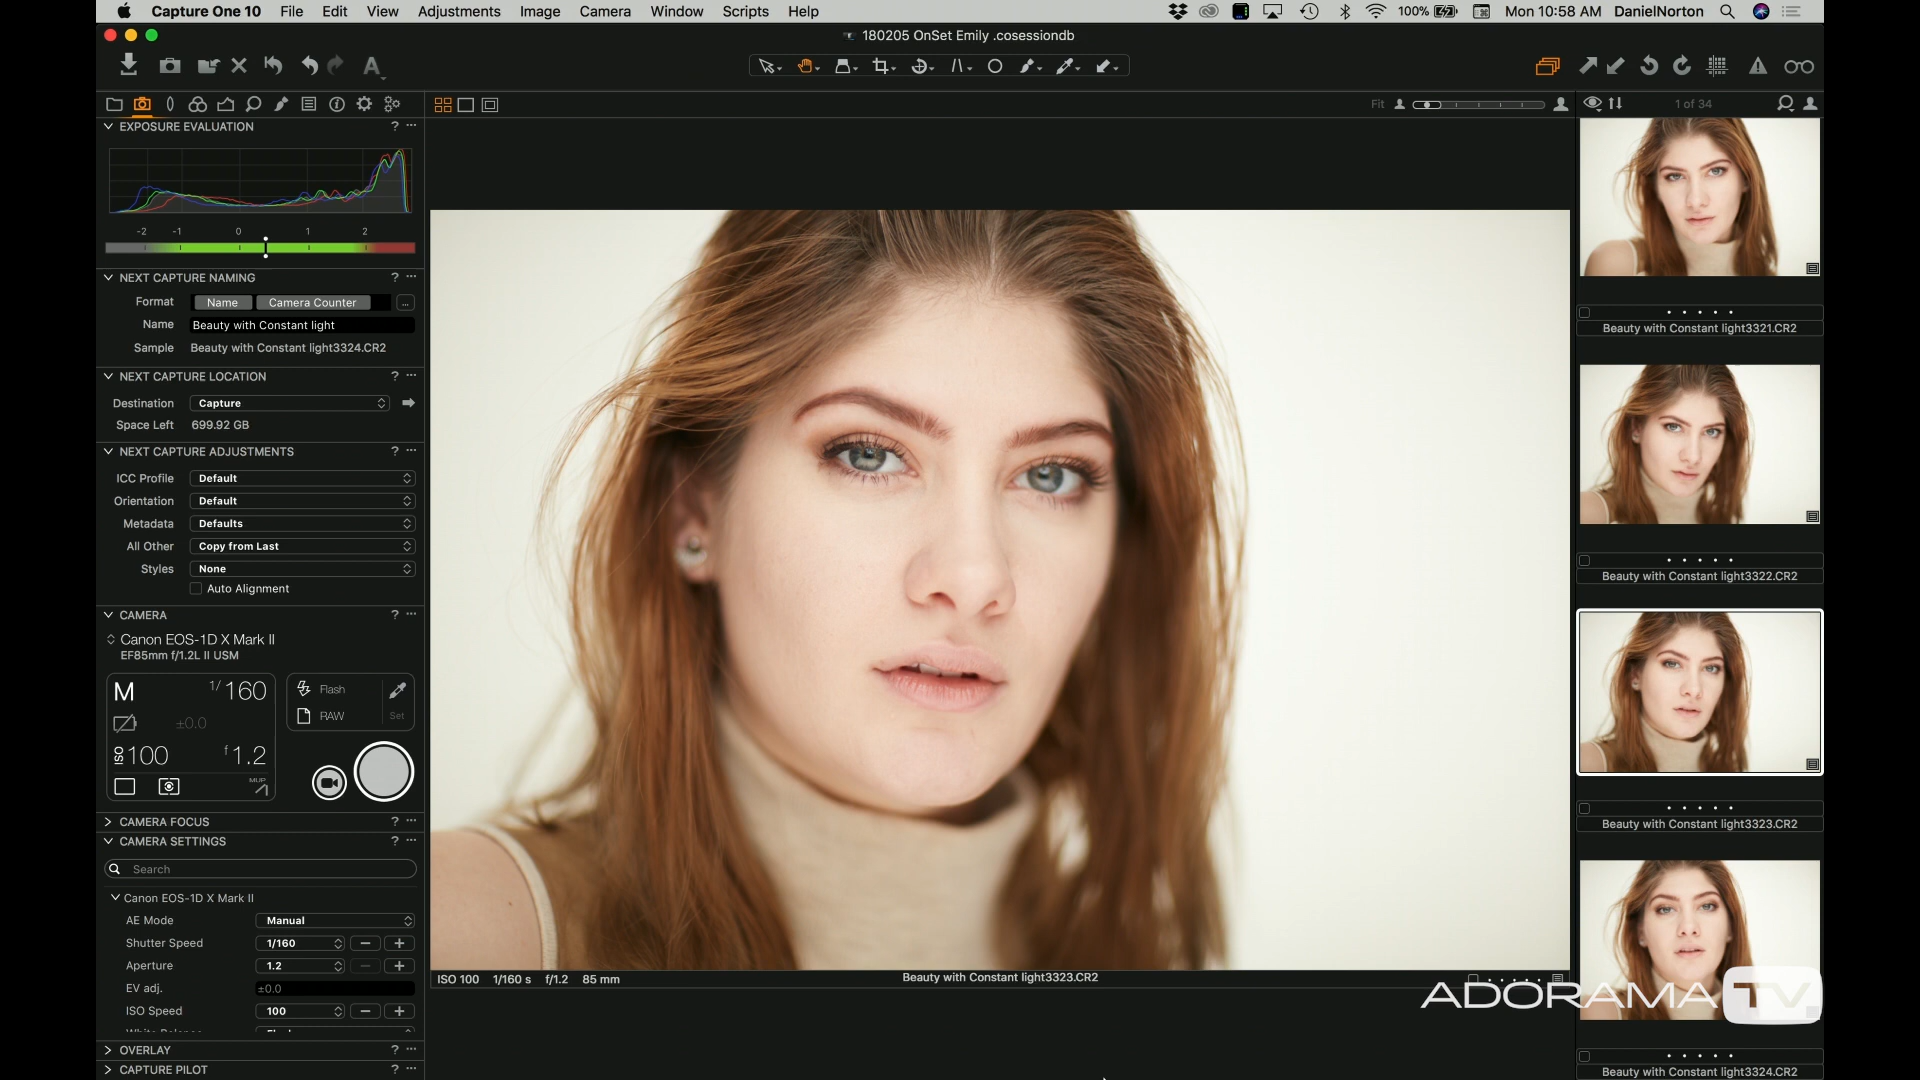 Capture One 10 File Edit View Adjustments Image Camera Window Scripts Help 100% Mon 10:58 AM DanielNorton
180205 OnSet Emily .cosessiondb
A
Fit
1 of 34
EXPOSURE EVALUATION ? ...
-2 -1 0 1 2
NEXT CAPTURE NAMING ? ...
Format Name Camera Counter ...
Name Beauty with Constant light
Sample Beauty with Constant light3324.CR2
NEXT CAPTURE LOCATION ? ...
Destination Capture
Space Left 699.92 GB
NEXT CAPTURE ADJUSTMENTS ? ...
ICC Profile Default
Orientation Default
Metadata Defaults
All Other Copy from Last
Styles None
Auto Alignment
CAMERA ? ...
Canon EOS-1D X Mark II
EF85mm f/1.2L II USM
M 1/160 Flash
±0.0 RAW Set
ISO 100 f 1.2
MUP
CAMERA FOCUS ? ...
CAMERA SETTINGS ? ...
Search
Canon EOS-1D X Mark II
AE Mode Manual
Shutter Speed 1/160 − +
Aperture 1.2 − +
EV adj. ±0.0
ISO Speed 100 − +
OVERLAY ? ...
CAPTURE PILOT ? ...
ISO 100 1/160 s f/1.2 85 mm
Beauty with Constant light3323.CR2
Beauty with Constant light3321.CR2
Beauty with Constant light3322.CR2
Beauty with Constant light3323.CR2
Beauty with Constant light3324.CR2
ADORAMA TV